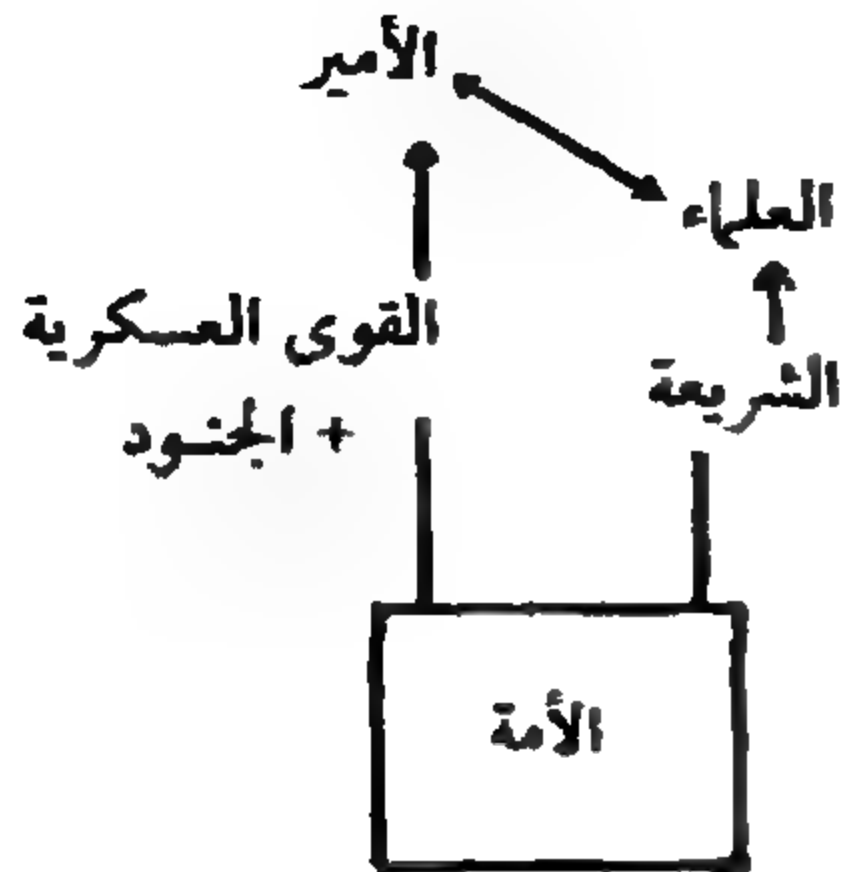 الأمير
العلماء
القوى العسكرية
+ الجنود
الشريعة
الأمة